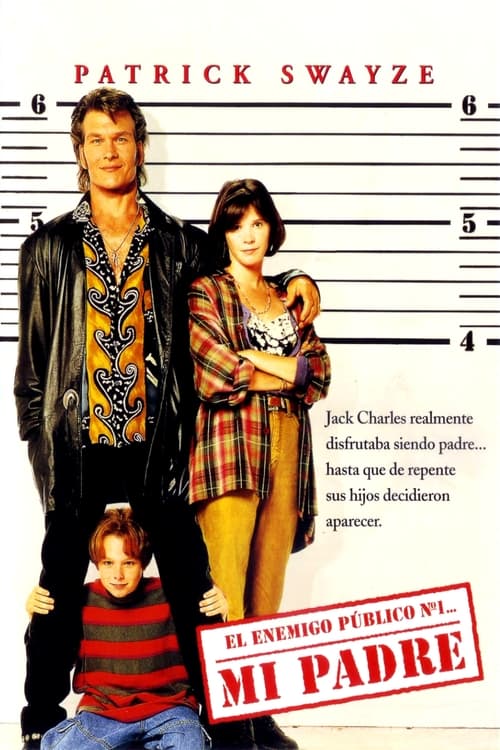 PATRICK SWAYZE
6 6
5 5
4
Jack Charles realmente
disfrutaba siendo padre...
hasta que de repente
sus hijos decidieron
aparecer.
EL ENEMIGO PÚBLICO Nº1...
MI PADRE